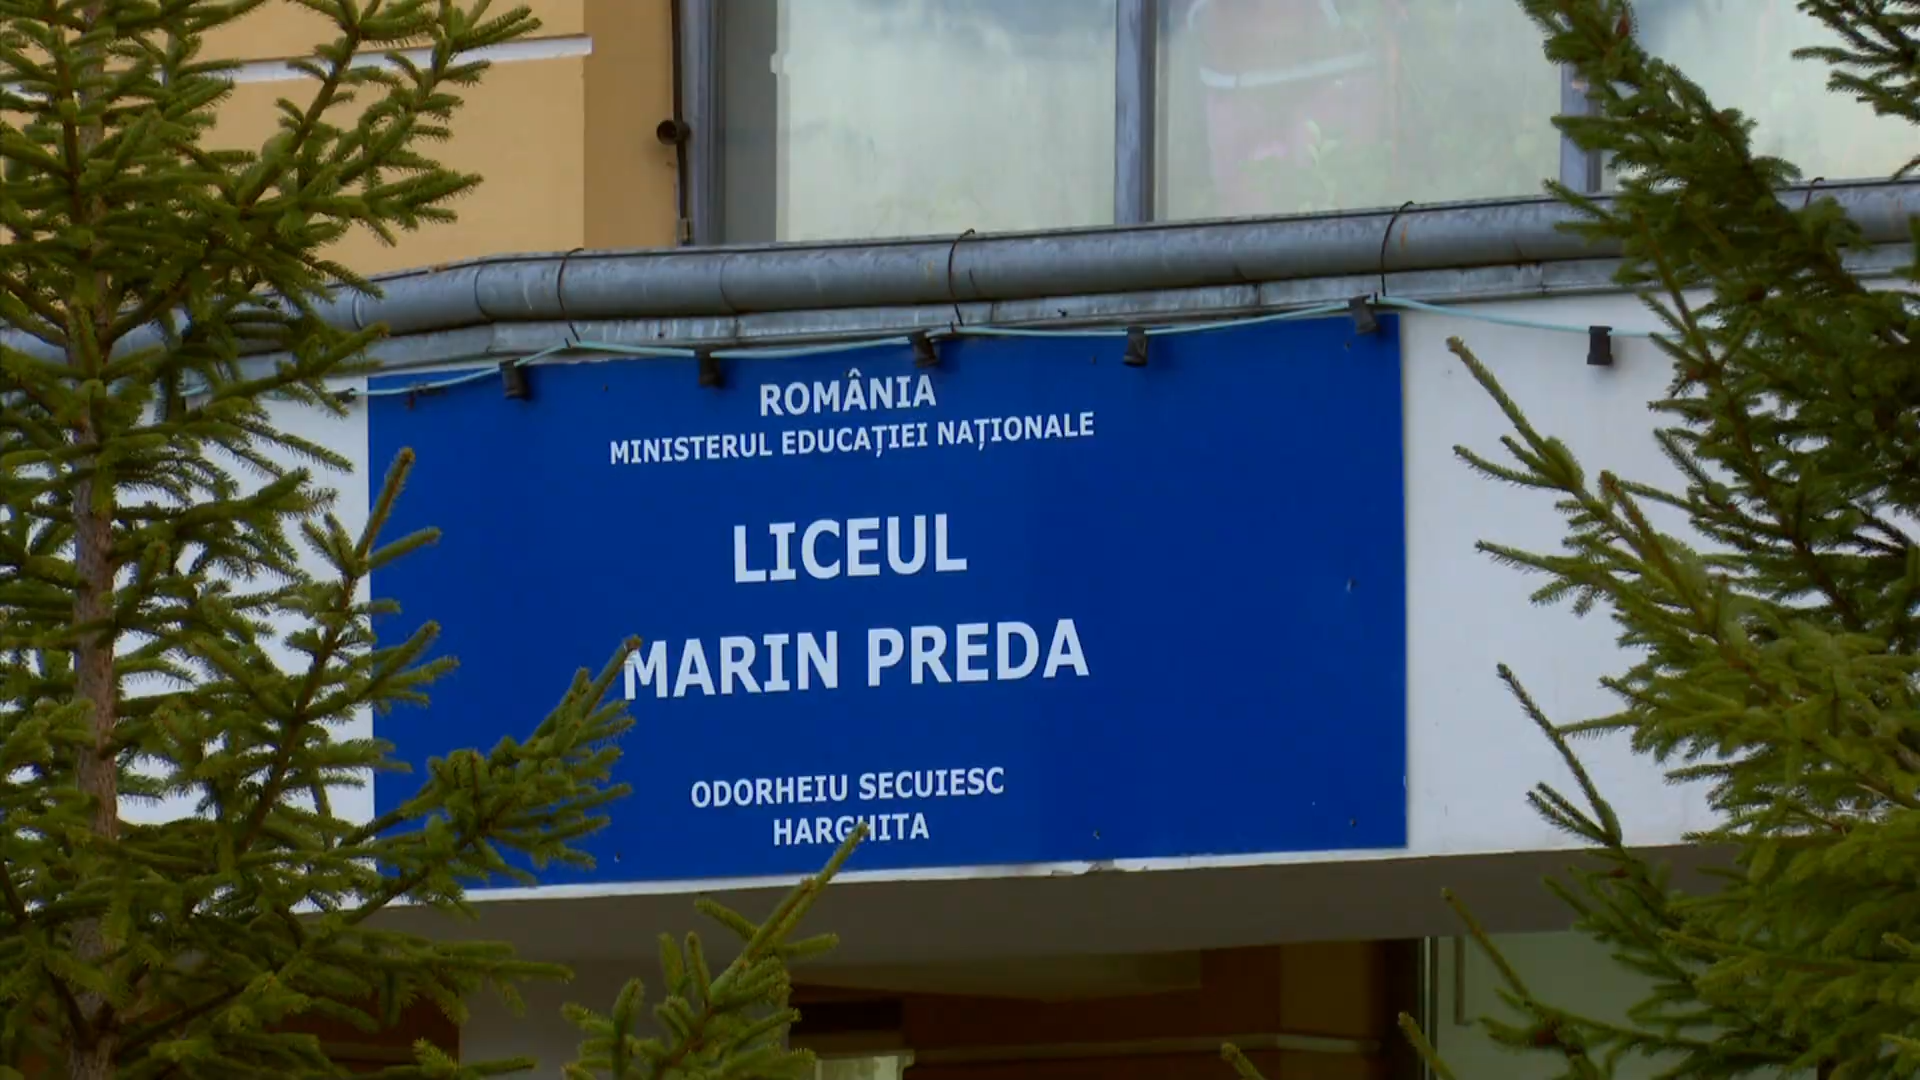 ROMÂNIA
MINISTERUL EDUCAȚIEI NAȚIONALE
LICEUL
MARIN PREDA
ODORHEIU SECUIESC
HARGHITA